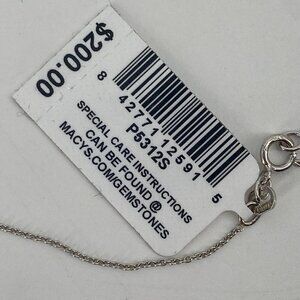 $200.00
8 42771 12591 5
P5312S
SPECIAL CARE INSTRUCTIONS
CAN BE FOUND @
MACYS.COM/GEMSTONES